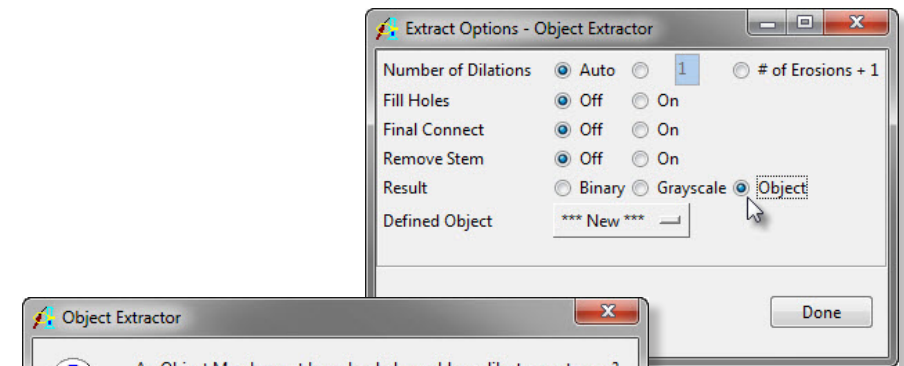 Extract Options - Object Extractor
Number of Dilations Auto 1 # of Erosions + 1
Fill Holes Off On
Final Connect Off On
Remove Stem Off On
Result Binary Grayscale Object
Defined Object *** New ***
Done
Object Extractor